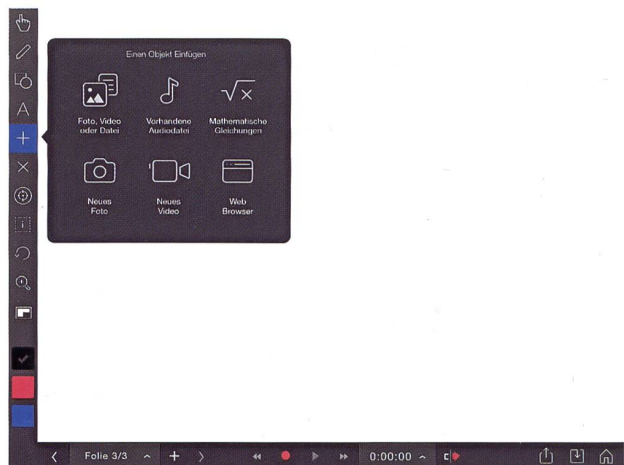 Einen Objekt Einfügen
Foto, Video
oder Datei
Vorhandene
Audiodatei
Mathematische
Gleichungen
Neues
Foto
Neues
Video
Web
Browser
A
Folie 3/3
0:00:00